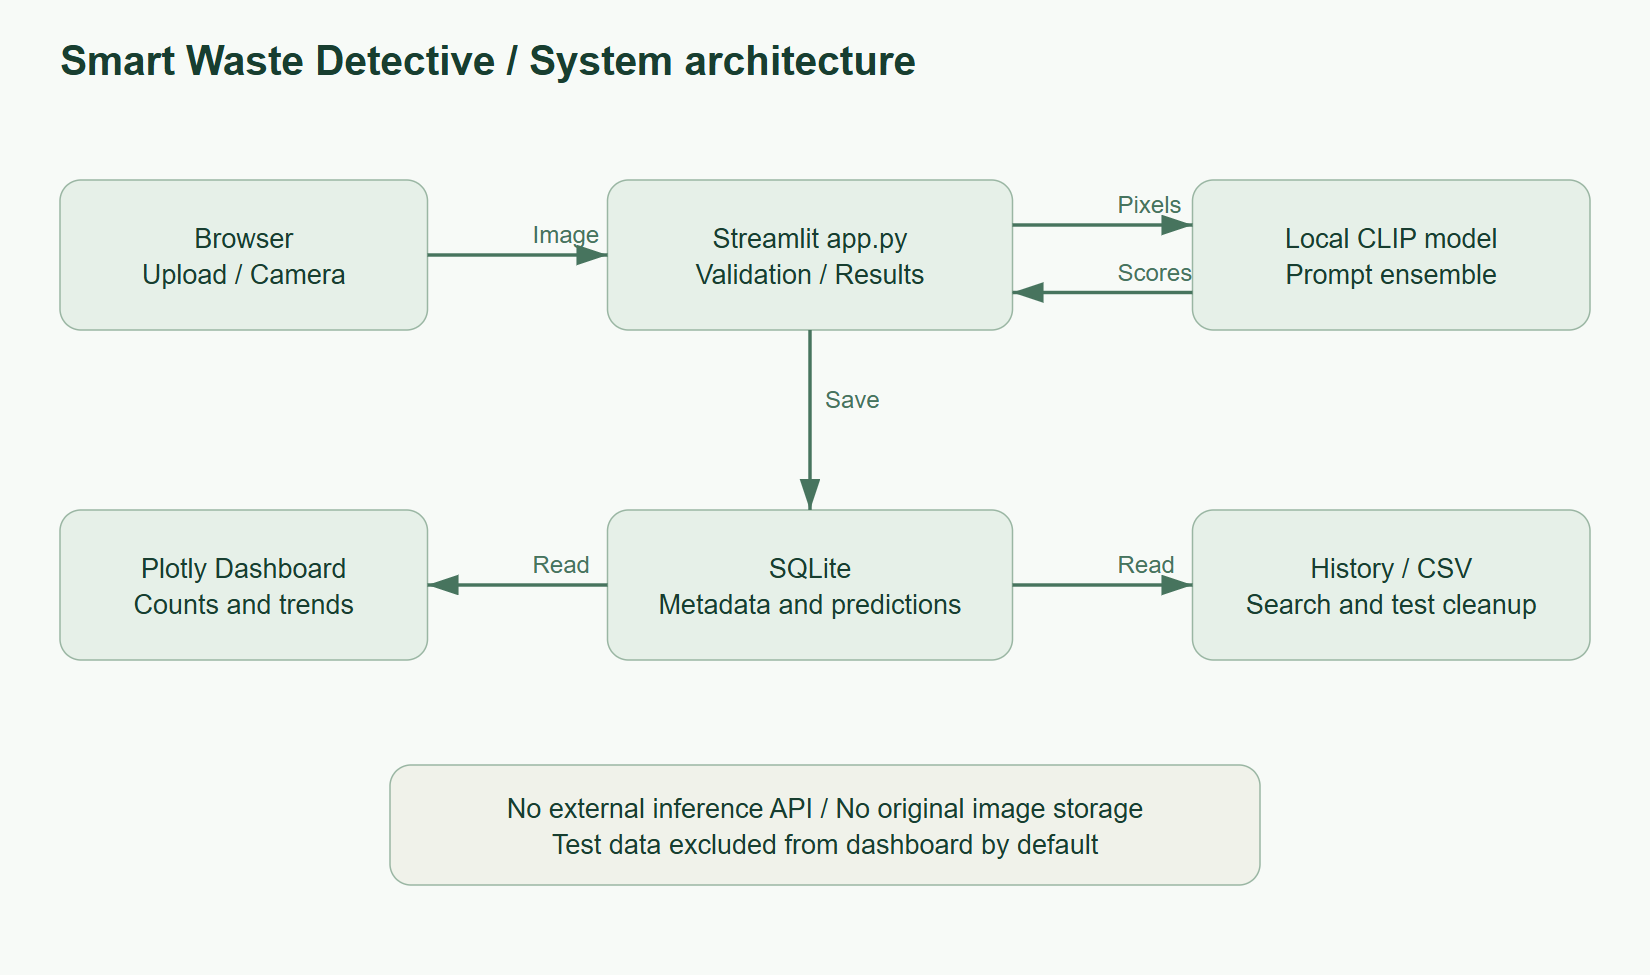 Smart Waste Detective / System architecture
Browser
Upload / Camera
Image
Streamlit app.py
Validation / Results
Pixels
Scores
Local CLIP model
Prompt ensemble
Save
Plotly Dashboard
Counts and trends
Read
SQLite
Metadata and predictions
Read
History / CSV
Search and test cleanup
No external inference API / No original image storage
Test data excluded from dashboard by default